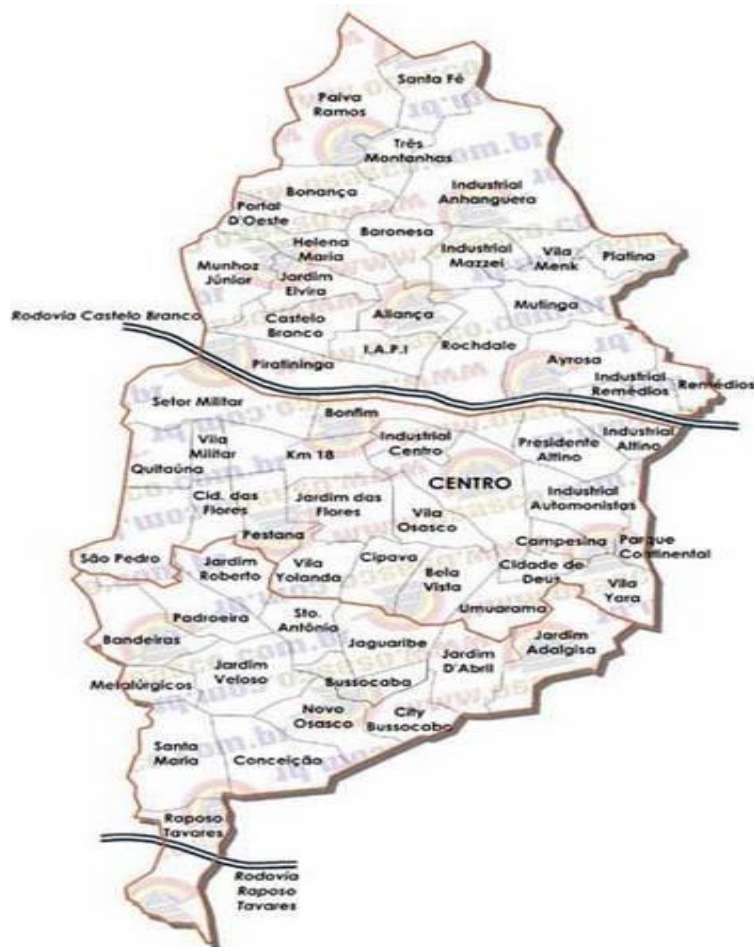 Santa Fé
Paiva
Ramos
Três
Montanhas
Bonança
Industrial
Anhanguera
Portal
D'Oeste
Baronesa
Helena
Maria
Industrial
Mazzei
Vila
Menk
Platina
Munhoz
Júnior
Jardim
Elvira
Mutinga
Rodovia Castelo Branco
Castelo
Branco
Aliança
I.A.P.I
Rochdale
Ayrosa
Piratininga
Industrial
Remédios
Remédios
Setor Militar
Bonfim
Vila
Militar
Km 18
Industrial
Centro
Presidente
Altino
Industrial
Altino
Quitaúna
CENTRO
Cid. das
Flores
Jardim das
Flores
Vila
Osasco
Industrial
Automonistas
Pestana
Campesina
Parque
Continental
São Pedro
Jardim
Roberto
Vila
Yolanda
Cipava
Bela
Vista
Cidade de
Deus
Vila
Yara
Umuarama
Padroeira
Sto.
Antônio
Bandeiras
Jaguaribe
Jardim
D'Abril
Jardim
Adalgisa
Metalúrgicos
Jardim
Veloso
Bussocaba
Novo
Osasco
City
Bussocaba
Santa
Maria
Conceição
Raposo
Tavares
Rodovia
Raposo
Tavares